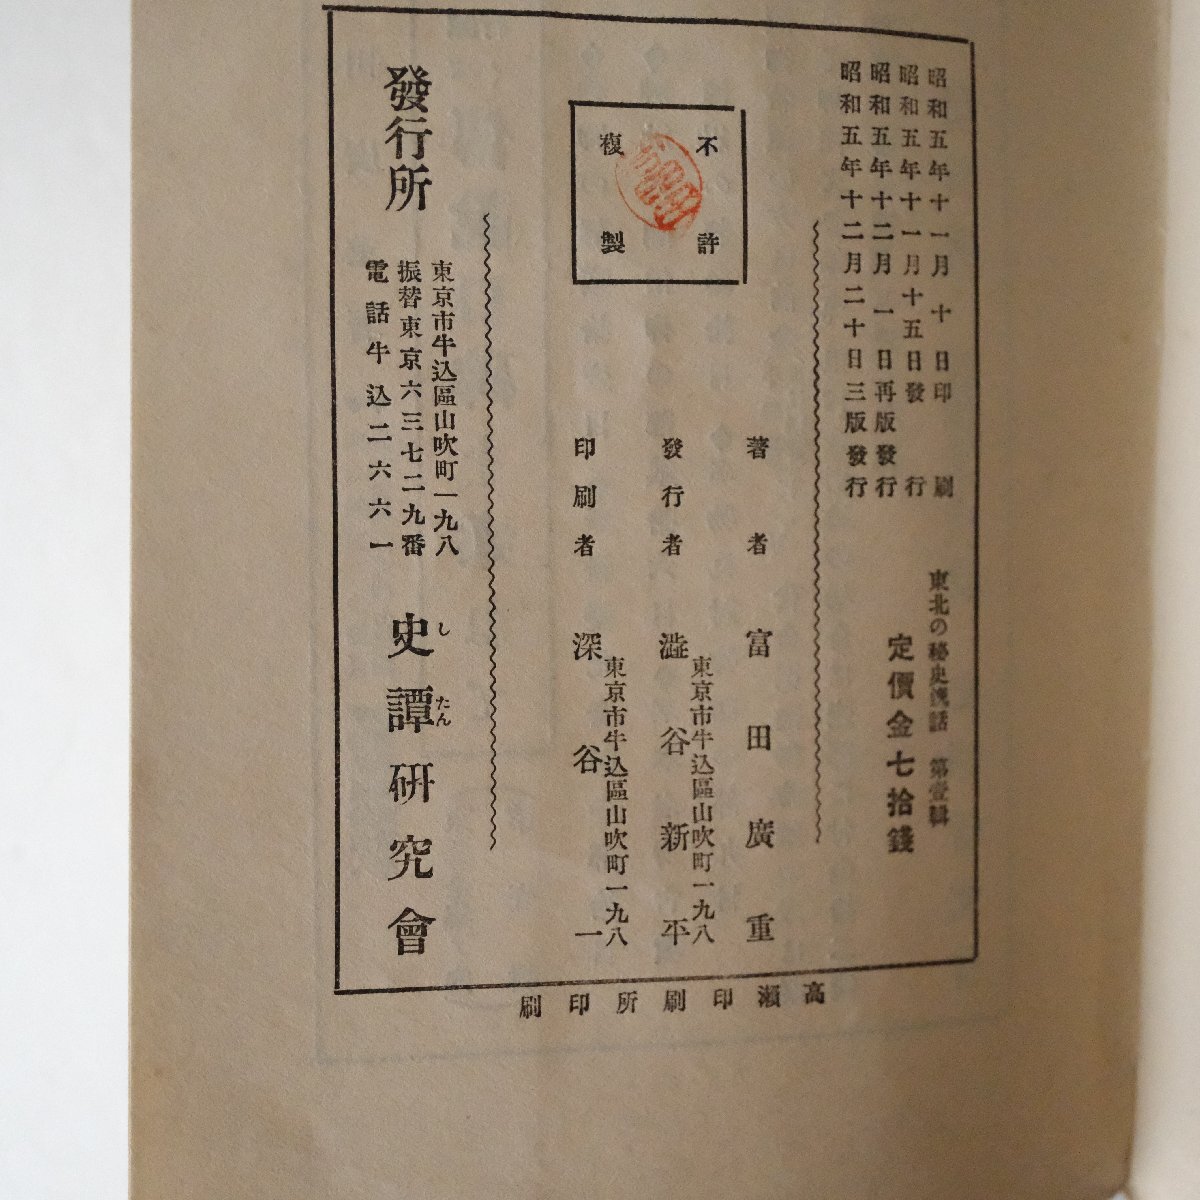 昭和五年十一月十日印刷
昭和五年十一月十五日發行
昭和五年十二月一日再版發行
昭和五年十二月二十日三版發行
東北の秘史逸話 第壹輯
定價金七拾錢
不許
複製
著者 富田廣重
東京市牛込區山吹町一九八
發行者 澁谷新平
東京市牛込區山吹町一九八
印刷者 深谷一
發行所
東京市牛込區山吹町一九八
振替東京六三七二九番
電話牛込二六六一
史譚研究會
し たん
高瀬印刷所印刷